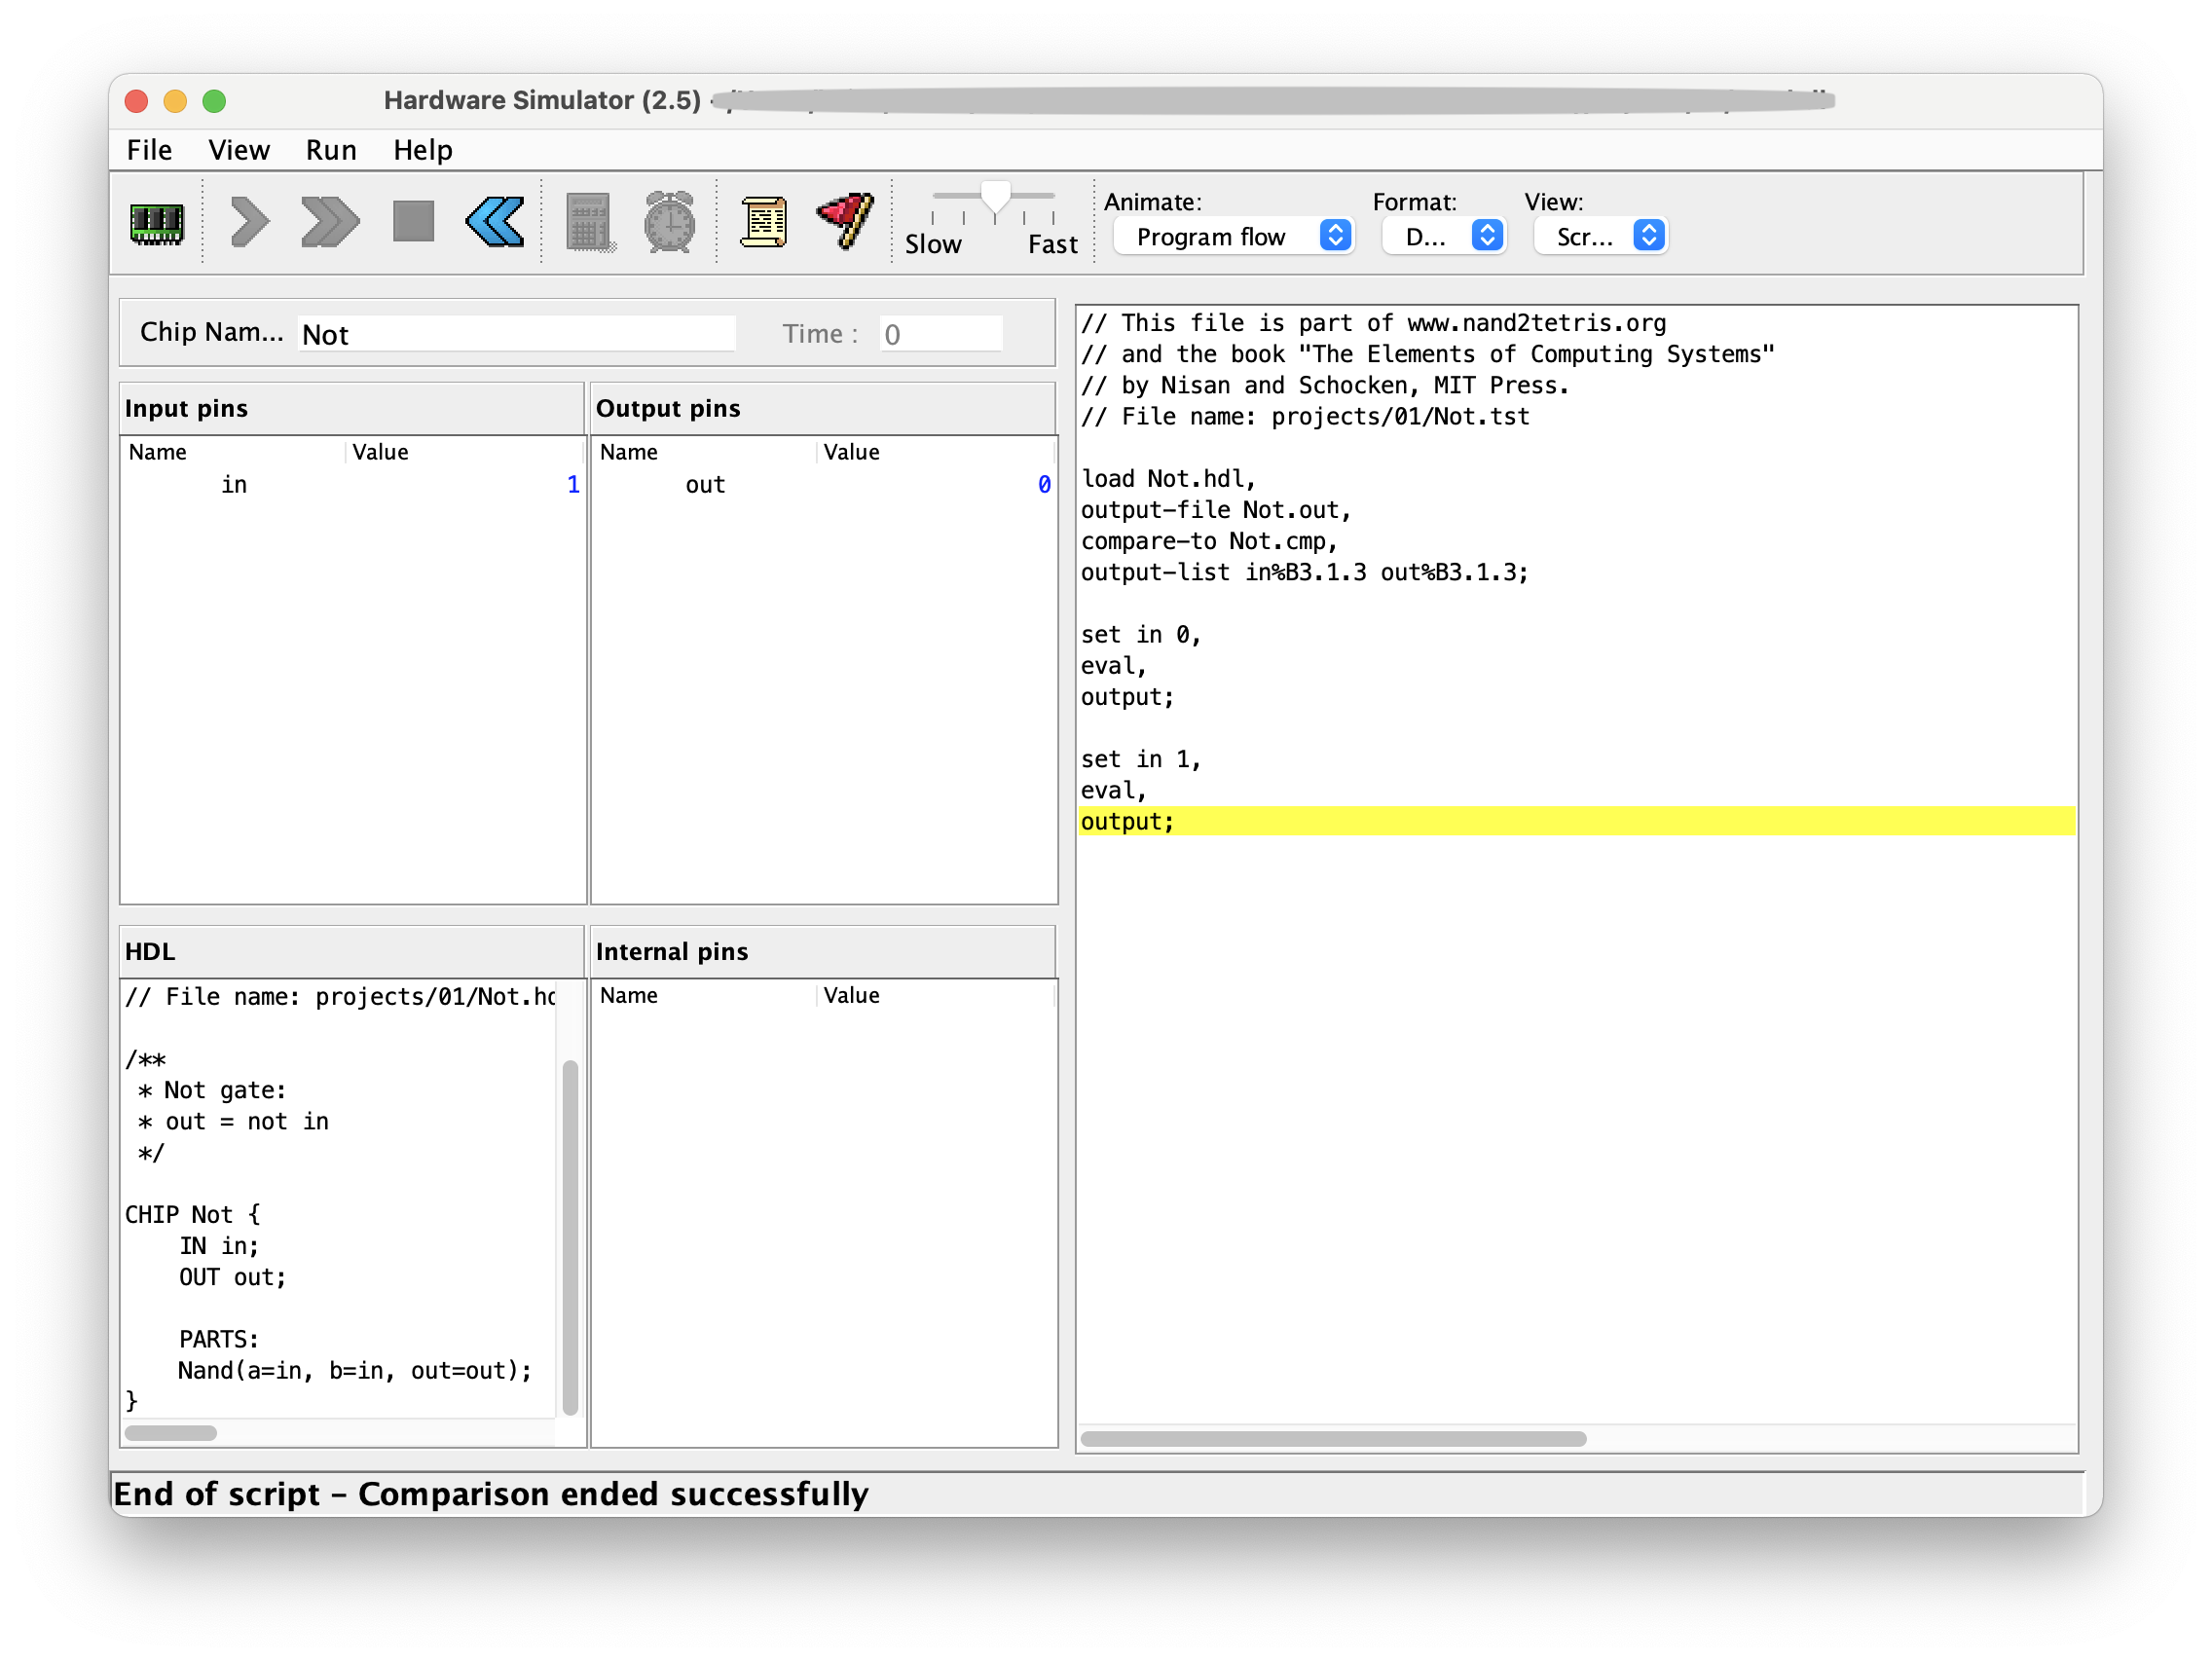 Hardware Simulator (2.5)
File View Run Help
Slow Fast
Animate: Format: View:
Program flow D... Scr...
Chip Nam... Not Time : 0
Input pins
Name Value
in 1
Output pins
Name Value
out 0
HDL
// File name: projects/01/Not.hd
/**
 * Not gate:
 * out = not in
 */
CHIP Not {
    IN in;
    OUT out;
    PARTS:
    Nand(a=in, b=in, out=out);
}
Internal pins
Name Value
// This file is part of www.nand2tetris.org
// and the book "The Elements of Computing Systems"
// by Nisan and Schocken, MIT Press.
// File name: projects/01/Not.tst
load Not.hdl,
output-file Not.out,
compare-to Not.cmp,
output-list in%B3.1.3 out%B3.1.3;
set in 0,
eval,
output;
set in 1,
eval,
output;
End of script - Comparison ended successfully